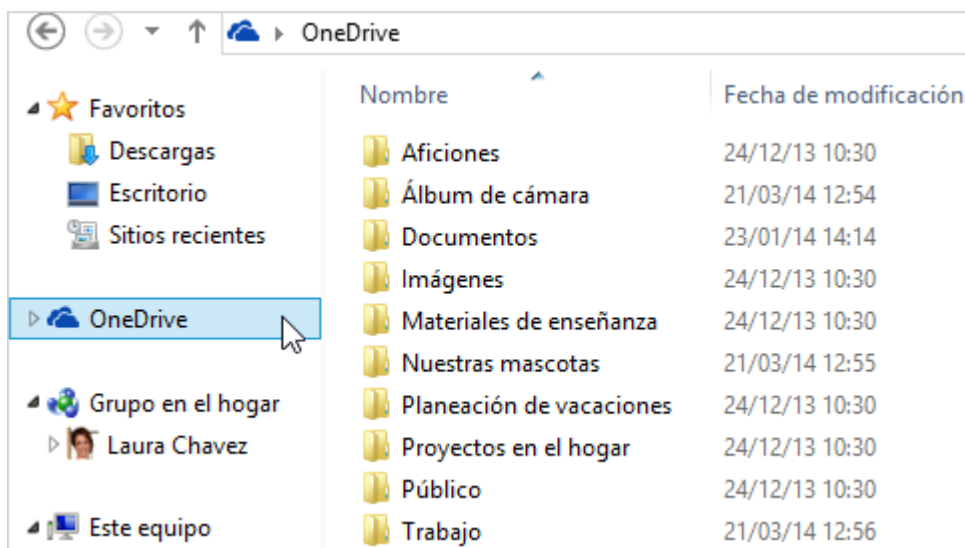 OneDrive
Favoritos
Descargas
Escritorio
Sitios recientes
OneDrive
Grupo en el hogar
Laura Chavez
Este equipo
Nombre Fecha de modificación
Aficiones 24/12/13 10:30
Álbum de cámara 21/03/14 12:54
Documentos 23/01/14 14:14
Imágenes 24/12/13 10:30
Materiales de enseñanza 24/12/13 10:30
Nuestras mascotas 21/03/14 12:55
Planeación de vacaciones 24/12/13 10:30
Proyectos en el hogar 24/12/13 10:30
Público 24/12/13 10:30
Trabajo 21/03/14 12:56